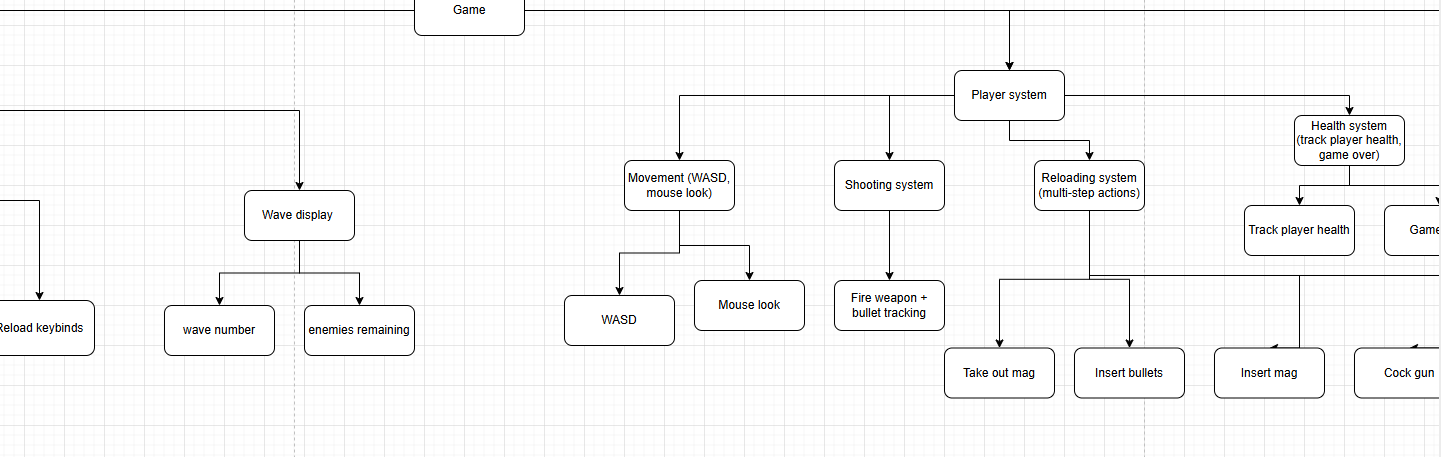 Game
Player system
Health system
(track player health,
game over)
Movement (WASD,
mouse look)
Shooting system
Reloading system
(multi-step actions)
Wave display
Track player health
Game
Reload keybinds
wave number
enemies remaining
WASD
Mouse look
Fire weapon +
bullet tracking
Take out mag
Insert bullets
Insert mag
Cock gun